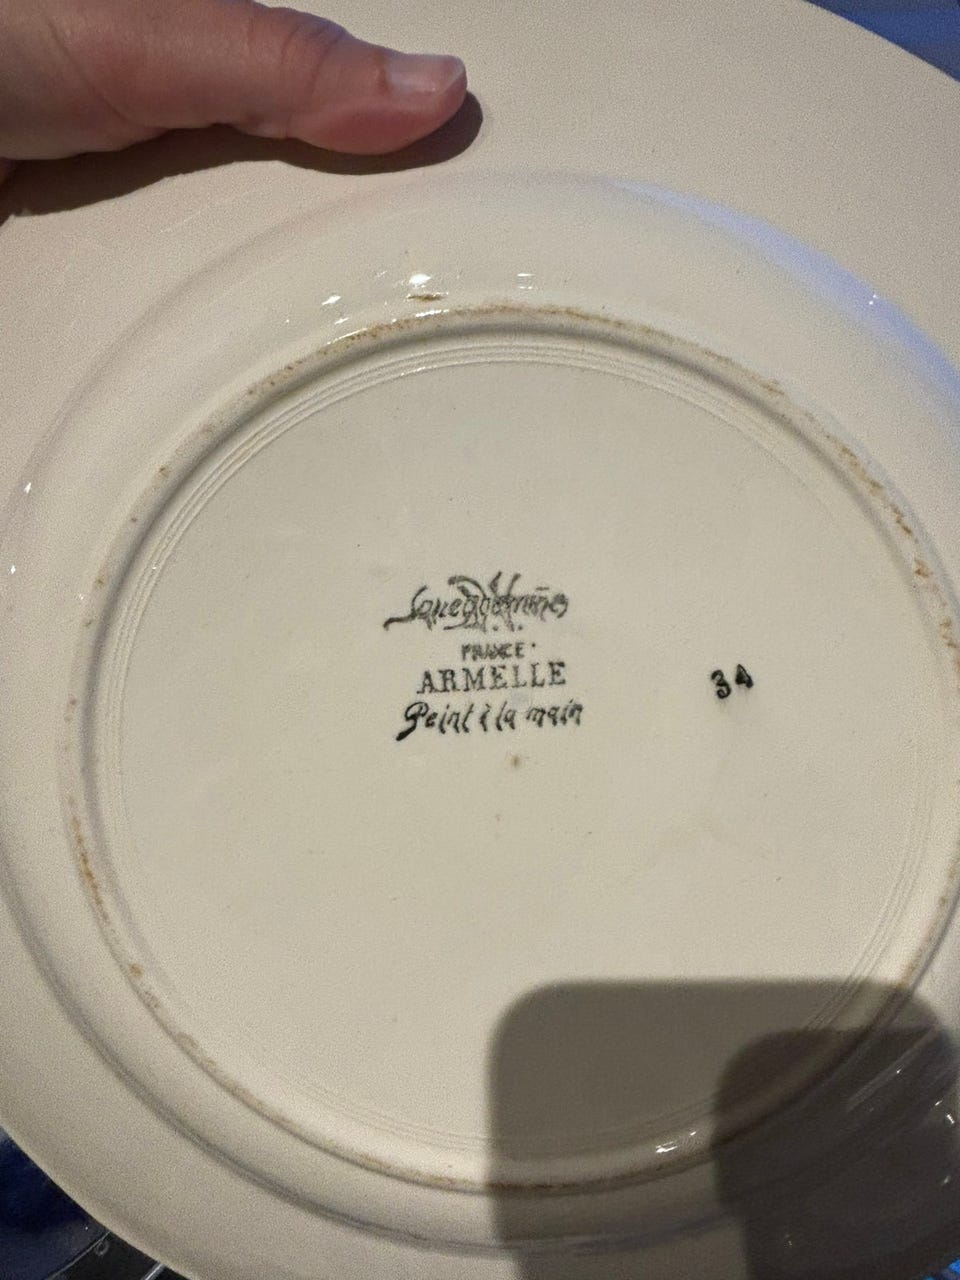 Sarreguemines
FRANCE
ARMELLE
Peint à la main
34